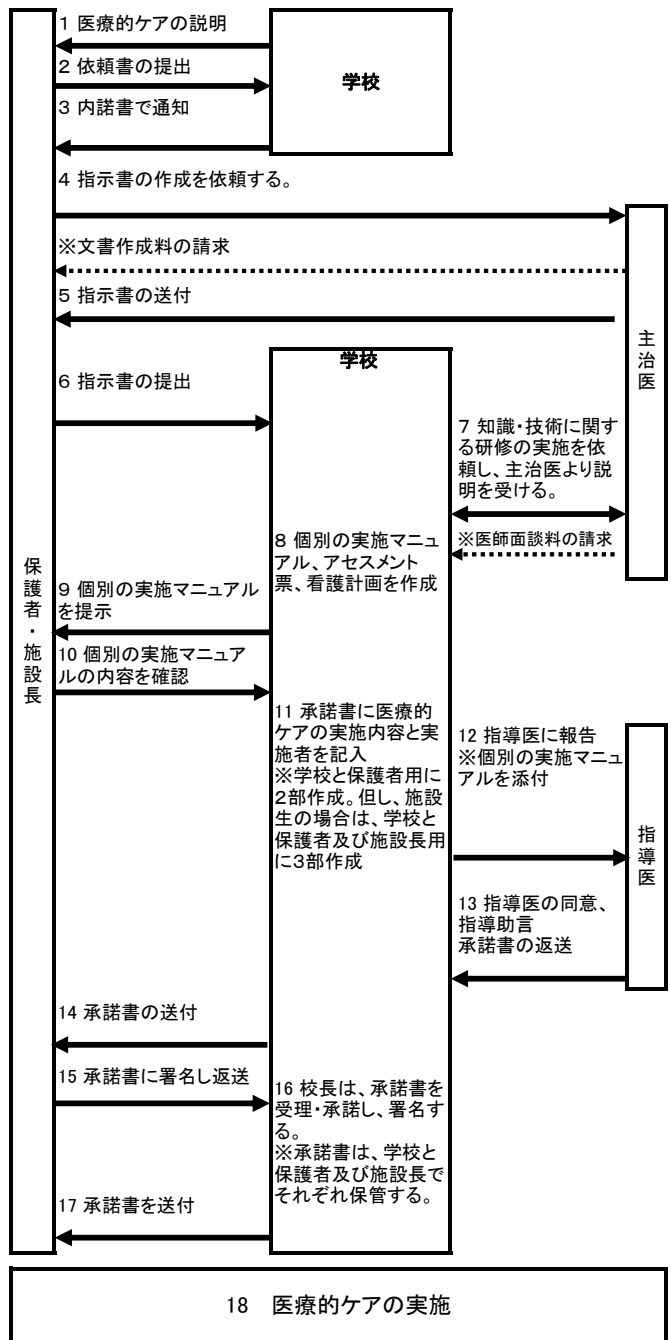 1 医療的ケアの説明
2 依頼書の提出
学校
3 内諾書で通知
4 指示書の作成を依頼する。
※文書作成料の請求
5 指示書の送付
主治医
学校
6 指示書の提出
7 知識・技術に関す
る研修の実施を依
頼し、主治医より説
明を受ける。
※医師面談料の請求
8 個別の実施マニュ
アル、アセスメント
票、看護計画を作成
保護者・施設長
9 個別の実施マニュアル
を提示
10 個別の実施マニュア
ルの内容を確認
11 承諾書に医療的
ケアの実施内容と実
施者を記入
※学校と保護者用に
2部作成。但し、施設
生の場合は、学校と
保護者及び施設長用
に3部作成
12 指導医に報告
※個別の実施マニュ
アルを添付
指導医
13 指導医の同意、
指導助言
承諾書の返送
14 承諾書の送付
15 承諾書に署名し返送
16 校長は、承諾書を
受理・承諾し、署名す
る。
※承諾書は、学校と
保護者及び施設長で
それぞれ保管する。
17 承諾書を送付
18 医療的ケアの実施